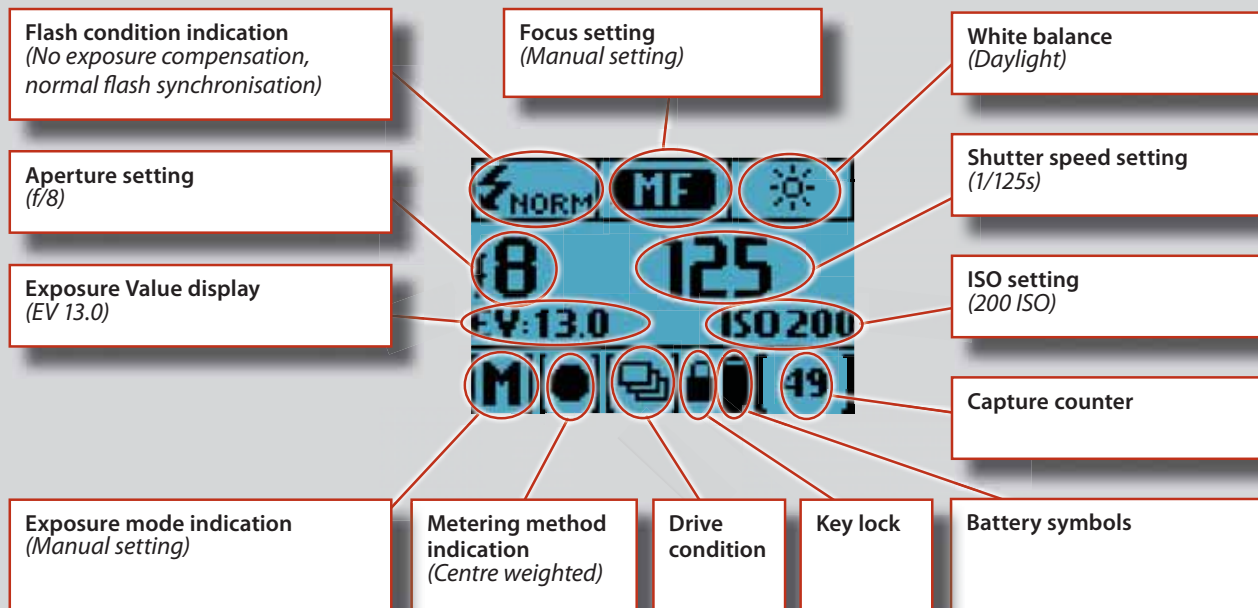 Flash condition indication
(No exposure compensation,
normal flash synchronisation)
Focus setting
(Manual setting)
White balance
(Daylight)
Aperture setting
(f/8)
Shutter speed setting
(1/125s)
Exposure Value display
(EV 13.0)
ISO setting
(200 ISO)
Capture counter
NORM MF
f8 125
EV:13.0 ISO200
M [ 49 ]
Exposure mode indication
(Manual setting)
Metering method
indication
(Centre weighted)
Drive
condition
Key lock
Battery symbols